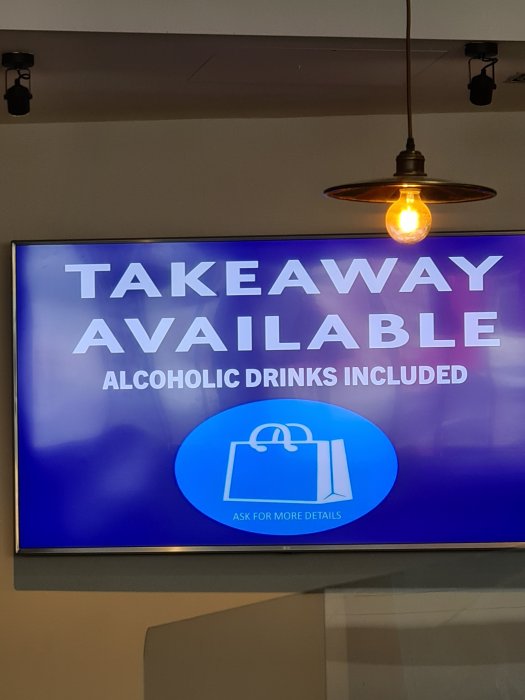 TAKEAWAY
AVAILABLE
ALCOHOLIC DRINKS INCLUDED
ASK FOR MORE DETAILS